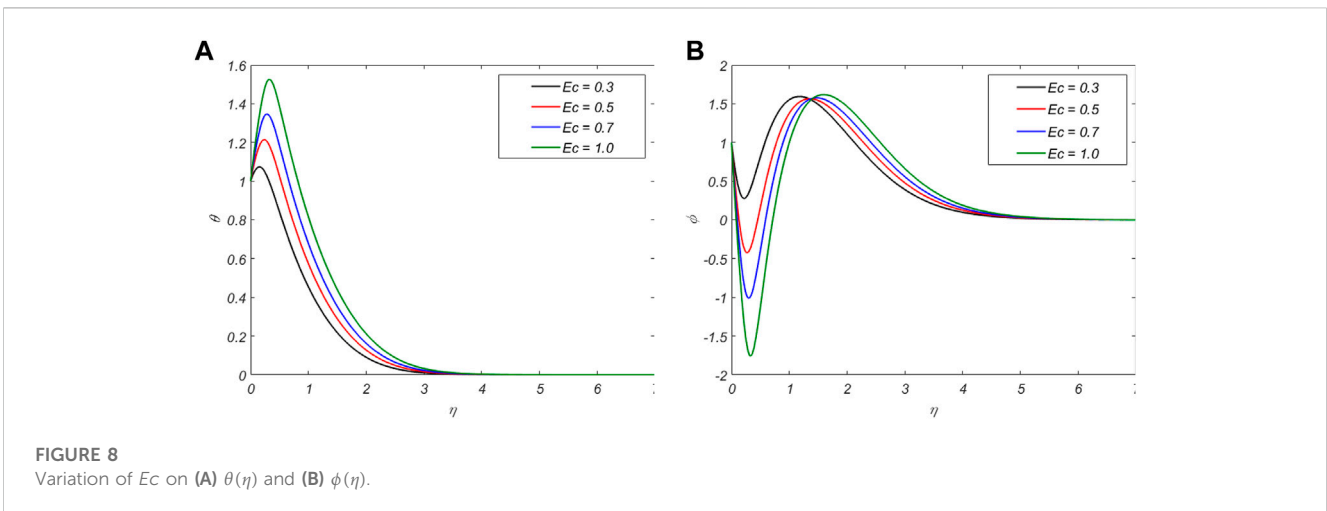 A
B
1.6
1.4
1.2
1
0.8
0.6
0.4
0.2
0
θ
Ec = 0.3
Ec = 0.5
Ec = 0.7
Ec = 1.0
0 1 2 3 4 5 6
η
2
1.5
1
0.5
0
-0.5
-1
-1.5
-2
ϕ
Ec = 0.3
Ec = 0.5
Ec = 0.7
Ec = 1.0
0 1 2 3 4 5 6
η
FIGURE 8
Variation of Ec on (A) θ(η) and (B) ϕ(η).